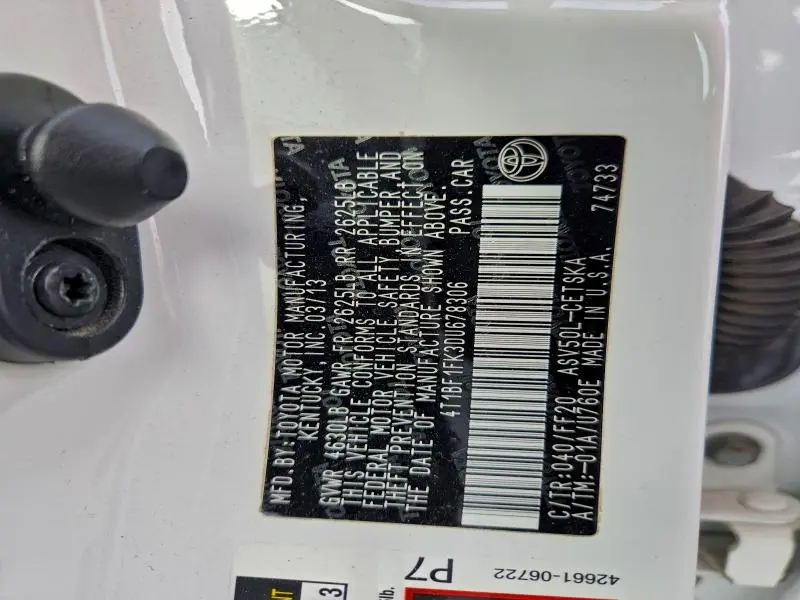 MFD. BY: TOYOTA MOTOR MANUFACTURING,
KENTUCKY INC. 03/13
GVWR 4630LB GAWR FR 2625LB RR 2625LB
THIS VEHICLE CONFORMS TO ALL APPLICABLE
FEDERAL MOTOR VEHICLE SAFETY BUMPER AND
THEFT PREVENTION STANDARDS IN EFFECT ON
THE DATE OF MANUFACTURE SHOWN ABOVE.
4T1BF1FK3DU678306 PASS.CAR
C/TR:040/FF20 ASV50L-CETSKA
A/TM:-01A/U760E MADE IN U.S.A. 74733
P7
42661-06722
3